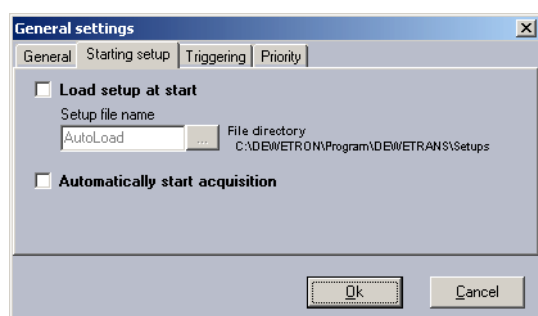 General settings
General Starting setup Triggering Priority
Load setup at start
Setup file name
AutoLoad ... File directory
C:\DEWETRON\Program\DEWETRANS\Setups
Automatically start acquisition
Ok Cancel